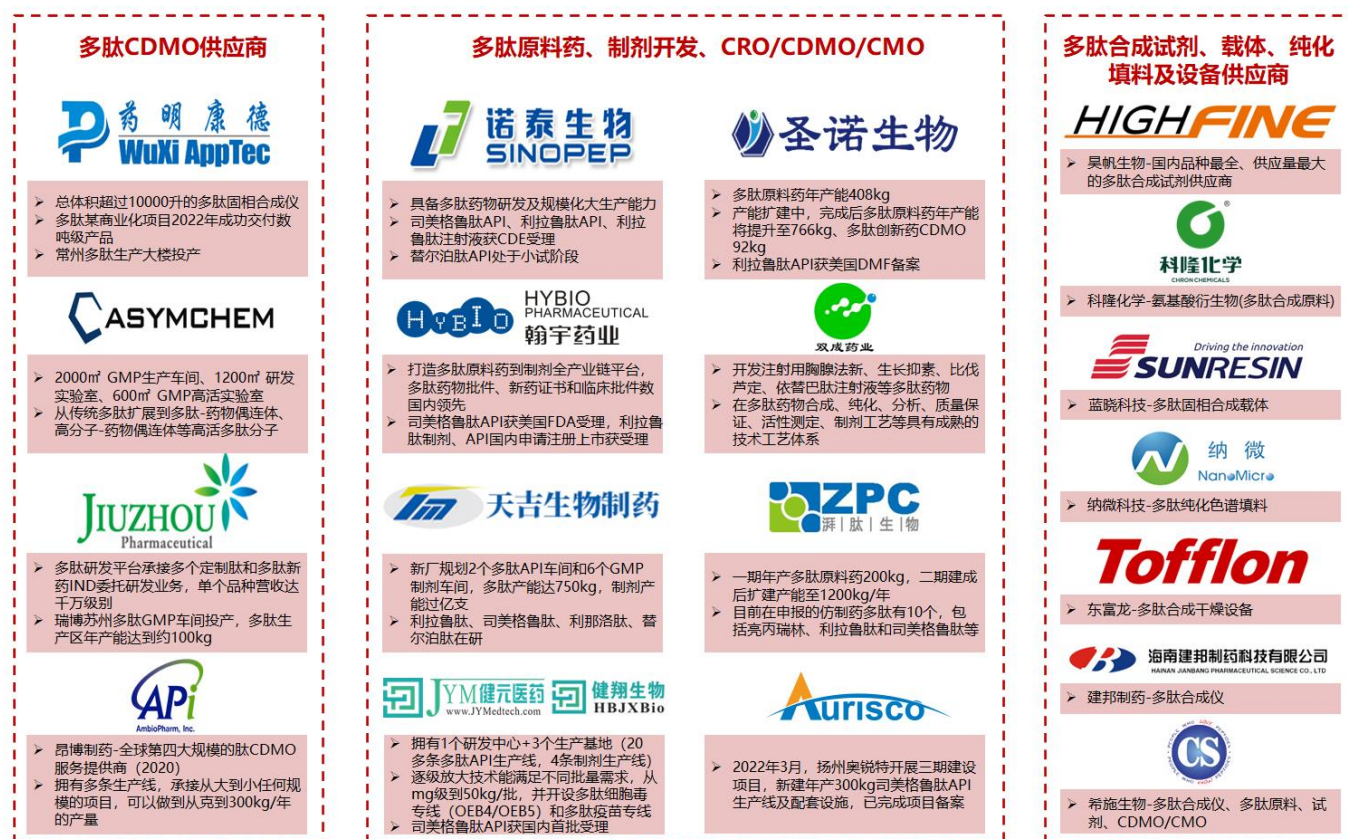 多肽CDMO供应商
药明康德
WuXi AppTec
➢ 总体积超过10000升的多肽固相合成仪
➢ 多肽某商业化项目2022年成功交付数
吨级产品
➢ 常州多肽生产大楼投产
ASYMCHEM
➢ 2000㎡ GMP生产车间、1200㎡ 研发
实验室、600㎡ GMP高活实验室
➢ 从传统多肽扩展到多肽-药物偶连体、
高分子-药物偶连体等高活多肽分子
JIUZHOU
Pharmaceutical
➢ 多肽研发平台承接多个定制肽和多肽新
药IND委托研发业务，单个品种营收达
千万级别
➢ 瑞博苏州多肽GMP车间投产，多肽生
产区年产能达到约100kg
APi
AmbioPharm, Inc.
➢ 昂博制药-全球第四大规模的肽CDMO
服务提供商（2020）
➢ 拥有多条生产线，承接从大到小任何规
模的项目，可以做到从克到300kg/年
的产量
多肽原料药、制剂开发、CRO/CDMO/CMO
诺泰生物
SINOPEP
➢ 具备多肽药物研发及规模化大生产能力
➢ 司美格鲁肽API、利拉鲁肽API、利拉
鲁肽注射液获CDE受理
➢ 替尔泊肽API处于小试阶段
圣诺生物
➢ 多肽原料药年产能408kg
➢ 产能扩建中，完成后多肽原料药年产能
将提升至766kg、多肽创新药CDMO
92kg
➢ 利拉鲁肽API获美国DMF备案
HYBIO
HYBIO
PHARMACEUTICAL
翰宇药业
➢ 打造多肽原料药到制剂全产业链平台，
多肽药物批件、新药证书和临床批件数
国内领先
➢ 司美格鲁肽API获美国FDA受理，利拉鲁
肽制剂、API国内申请注册上市获受理
双成药业
➢ 开发注射用胸腺法新、生长抑素、比伐
芦定、依替巴肽注射液等多肽药物
➢ 在多肽药物合成、纯化、分析、质量保
证、活性测定、制剂工艺等具有成熟的
技术工艺体系
Tm 天吉生物制药
➢ 新厂规划2个多肽API车间和6个GMP
制剂车间，多肽产能达750kg，制剂产
能过亿支
➢ 利拉鲁肽、司美格鲁肽、利那洛肽、替
尔泊肽在研
ZPC
湃|肽|生|物
➢ 一期年产多肽原料药200kg，二期建成
后扩建产能至1200kg/年
➢ 目前在申报的仿制药多肽有10个，包
括亮丙瑞林、利拉鲁肽和司美格鲁肽等
JYM健元医药
www.JYMedtech.com
健翔生物
HBJXBio
➢ 拥有1个研发中心+3个生产基地（20
多条多肽API生产线，4条制剂生产线）
➢ 逐级放大技术能满足不同批量需求，从
mg级到50kg/批，并开设多肽细胞毒
专线（OEB4/OEB5）和多肽疫苗专线
➢ 司美格鲁肽API获国内首批受理
AURISCO
➢ 2022年3月，扬州奥锐特开展三期建设
项目，新建年产300kg司美格鲁肽API
生产线及配套设施，已完成项目备案
多肽合成试剂、载体、纯化
填料及设备供应商
HIGHFINE
➢ 昊帆生物-国内品种最全、供应量最大
的多肽合成试剂供应商
®
科隆化学
CHRON CHEMICALS
➢ 科隆化学-氨基酸衍生物(多肽合成原料)
Driving the innovation
SUNRESIN
➢ 蓝晓科技-多肽固相合成载体
纳微
NanoMicro
➢ 纳微科技-多肽纯化色谱填料
Tofflon
➢ 东富龙-多肽合成干燥设备
海南建邦制药科技有限公司
HAINAN JIANBANG PHARMACEUTICAL SCIENCE CO., LTD
➢ 建邦制药-多肽合成仪
CS
➢ 希施生物-多肽合成仪、多肽原料、试
剂、CDMO/CMO